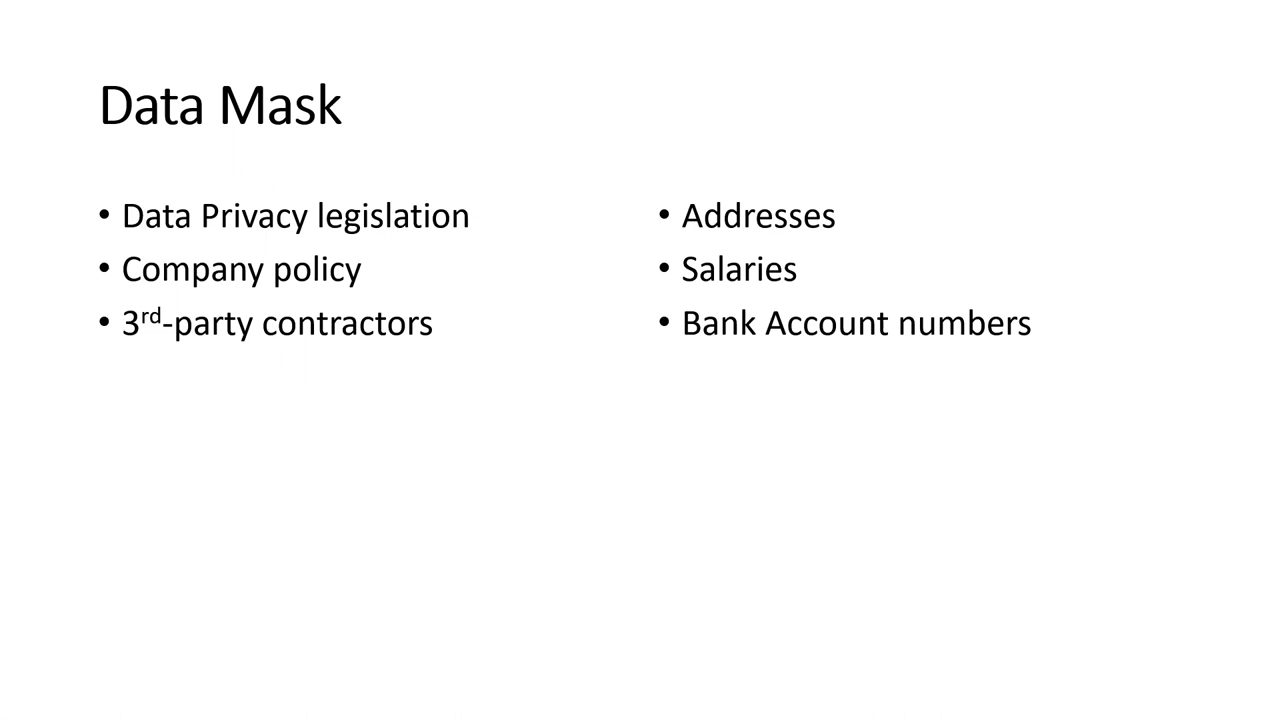 Data Mask
• Data Privacy legislation
• Company policy
• 3rd-party contractors
• Addresses
• Salaries
• Bank Account numbers